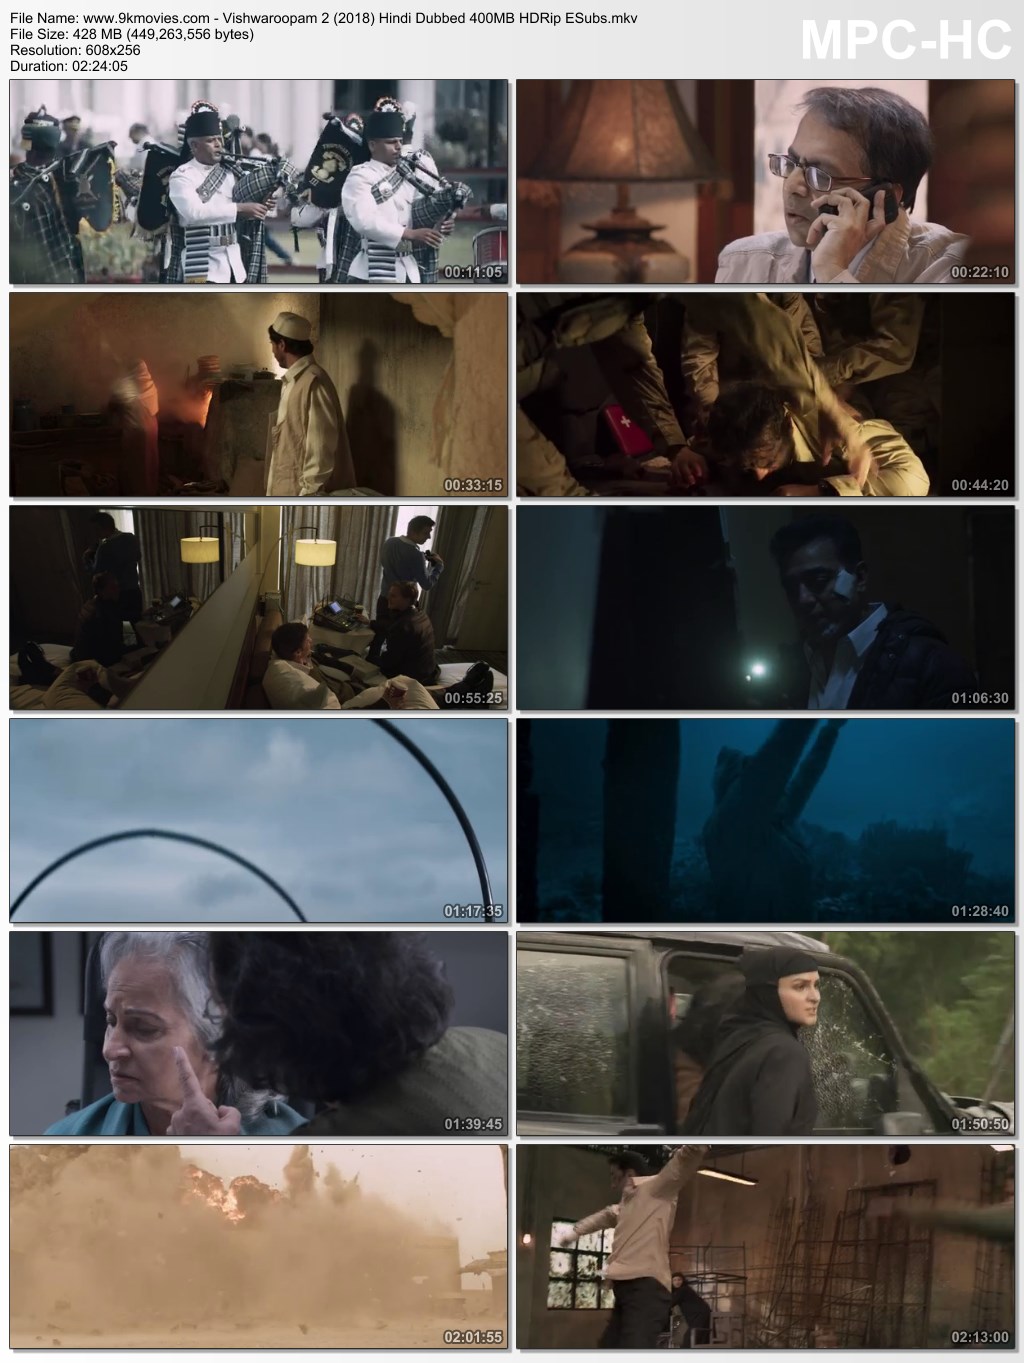 File Name: www.9kmovies.com - Vishwaroopam 2 (2018) Hindi Dubbed 400MB HDRip ESubs.mkv
File Size: 428 MB (449,263,556 bytes)
Resolution: 608x256
Duration: 02:24:05
MPC-HC
00:11:05
00:22:10
00:33:15
00:44:20
00:55:25
01:06:30
01:17:35
01:28:40
01:39:45
01:50:50
02:01:55
02:13:00